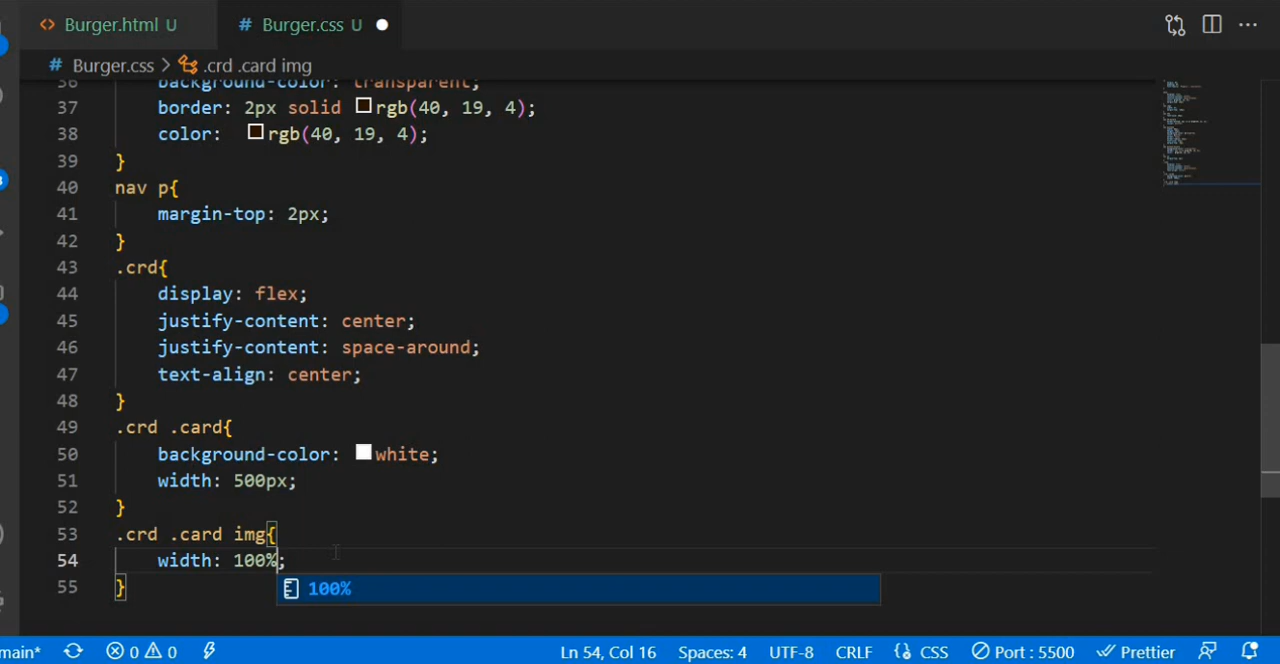 <> Burger.html U # Burger.css U
# Burger.css > .crd .card img
36 background-color: transparent;
37 border: 2px solid rgb(40, 19, 4);
38 color: rgb(40, 19, 4);
39 }
40 nav p{
41 margin-top: 2px;
42 }
43 .crd{
44 display: flex;
45 justify-content: center;
46 justify-content: space-around;
47 text-align: center;
48 }
49 .crd .card{
50 background-color: white;
51 width: 500px;
52 }
53 .crd .card img{
54 width: 100%;
100%
55 }
main* 0 0 Ln 54, Col 16 Spaces: 4 UTF-8 CRLF {} CSS Port : 5500 Prettier